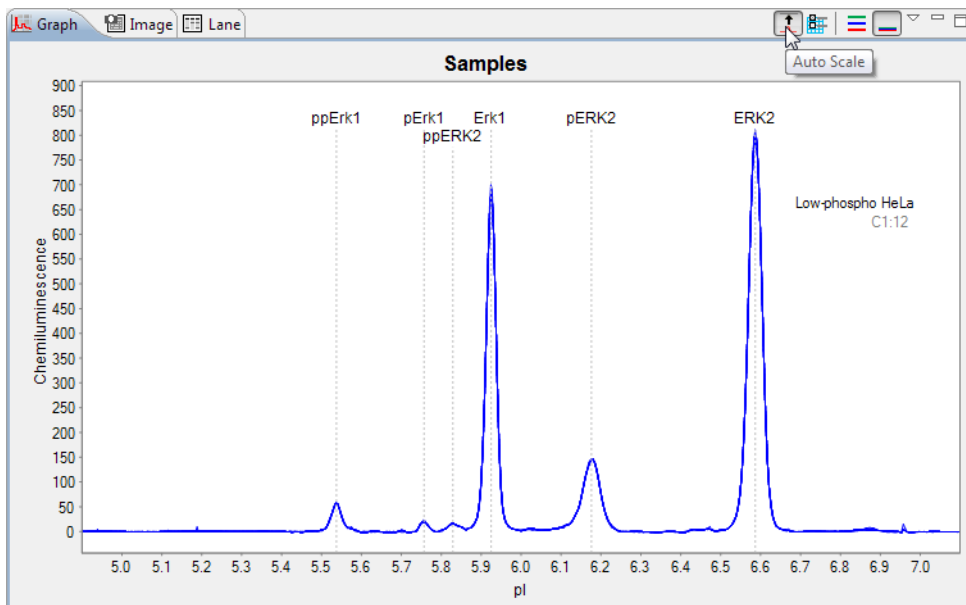 Graph Image Lane
Auto Scale
Samples
900
850
800
750
700
650
600
550
500
450
400
350
300
250
200
150
100
50
0
Chemiluminescence
ppErk1 pErk1 Erk1 pERK2 ERK2
ppERK2
Low-phospho HeLa
C1:12
5.0 5.1 5.2 5.3 5.4 5.5 5.6 5.7 5.8 5.9 6.0 6.1 6.2 6.3 6.4 6.5 6.6 6.7 6.8 6.9 7.0
pI